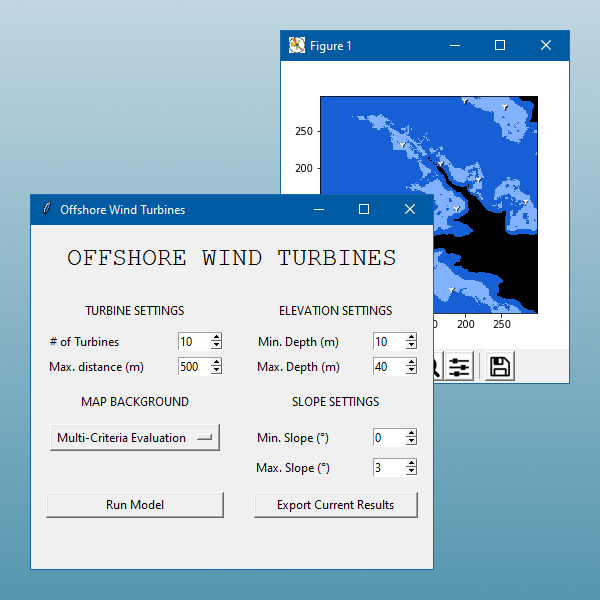 Figure 1
250
200
0
200
250
Offshore Wind Turbines
OFFSHORE WIND TURBINES
TURBINE SETTINGS
ELEVATION SETTINGS
# of Turbines
10
Min. Depth (m)
10
Max. distance (m)
500
Max. Depth (m)
40
MAP BACKGROUND
SLOPE SETTINGS
Multi-Criteria Evaluation
Min. Slope (°)
0
Max. Slope (°)
3
Run Model
Export Current Results